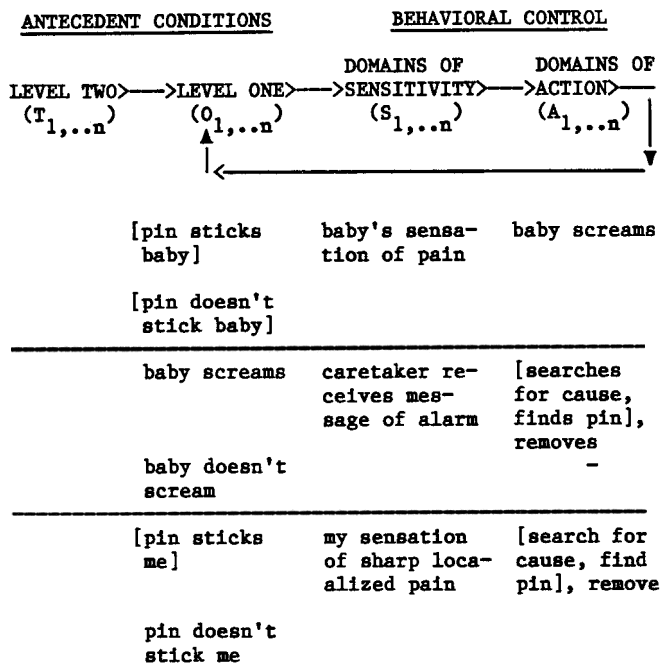 ANTECEDENT CONDITIONS BEHAVIORAL CONTROL
DOMAINS OF DOMAINS OF
LEVEL TWO>—>LEVEL ONE>—>SENSITIVITY>—>ACTION>—
(T1,..n) (O1,..n) (S1,..n) (A1,..n)
[pin sticks baby's sensa- baby screams
baby] tion of pain
[pin doesn't
stick baby]
baby screams caretaker re- [searches
ceives mes- for cause,
sage of alarm finds pin],
removes
baby doesn't –
scream
[pin sticks my sensation [search for
me] of sharp loca- cause, find
alized pain pin], remove
pin doesn't
stick me